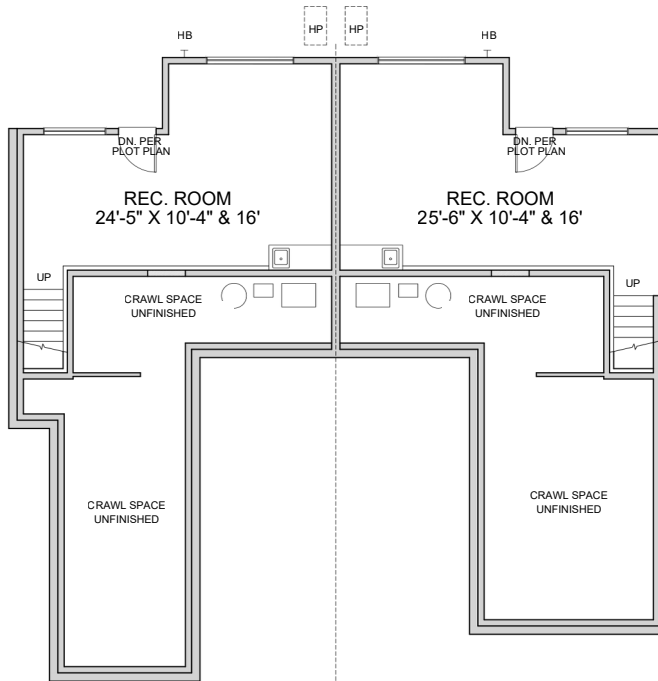 HP HP
HB HB
DN. PER
PLOT PLAN
DN. PER
PLOT PLAN
REC. ROOM
24'-5" X 10'-4" & 16'
REC. ROOM
25'-6" X 10'-4" & 16'
UP
UP
CRAWL SPACE
UNFINISHED
CRAWL SPACE
UNFINISHED
CRAWL SPACE
UNFINISHED
CRAWL SPACE
UNFINISHED